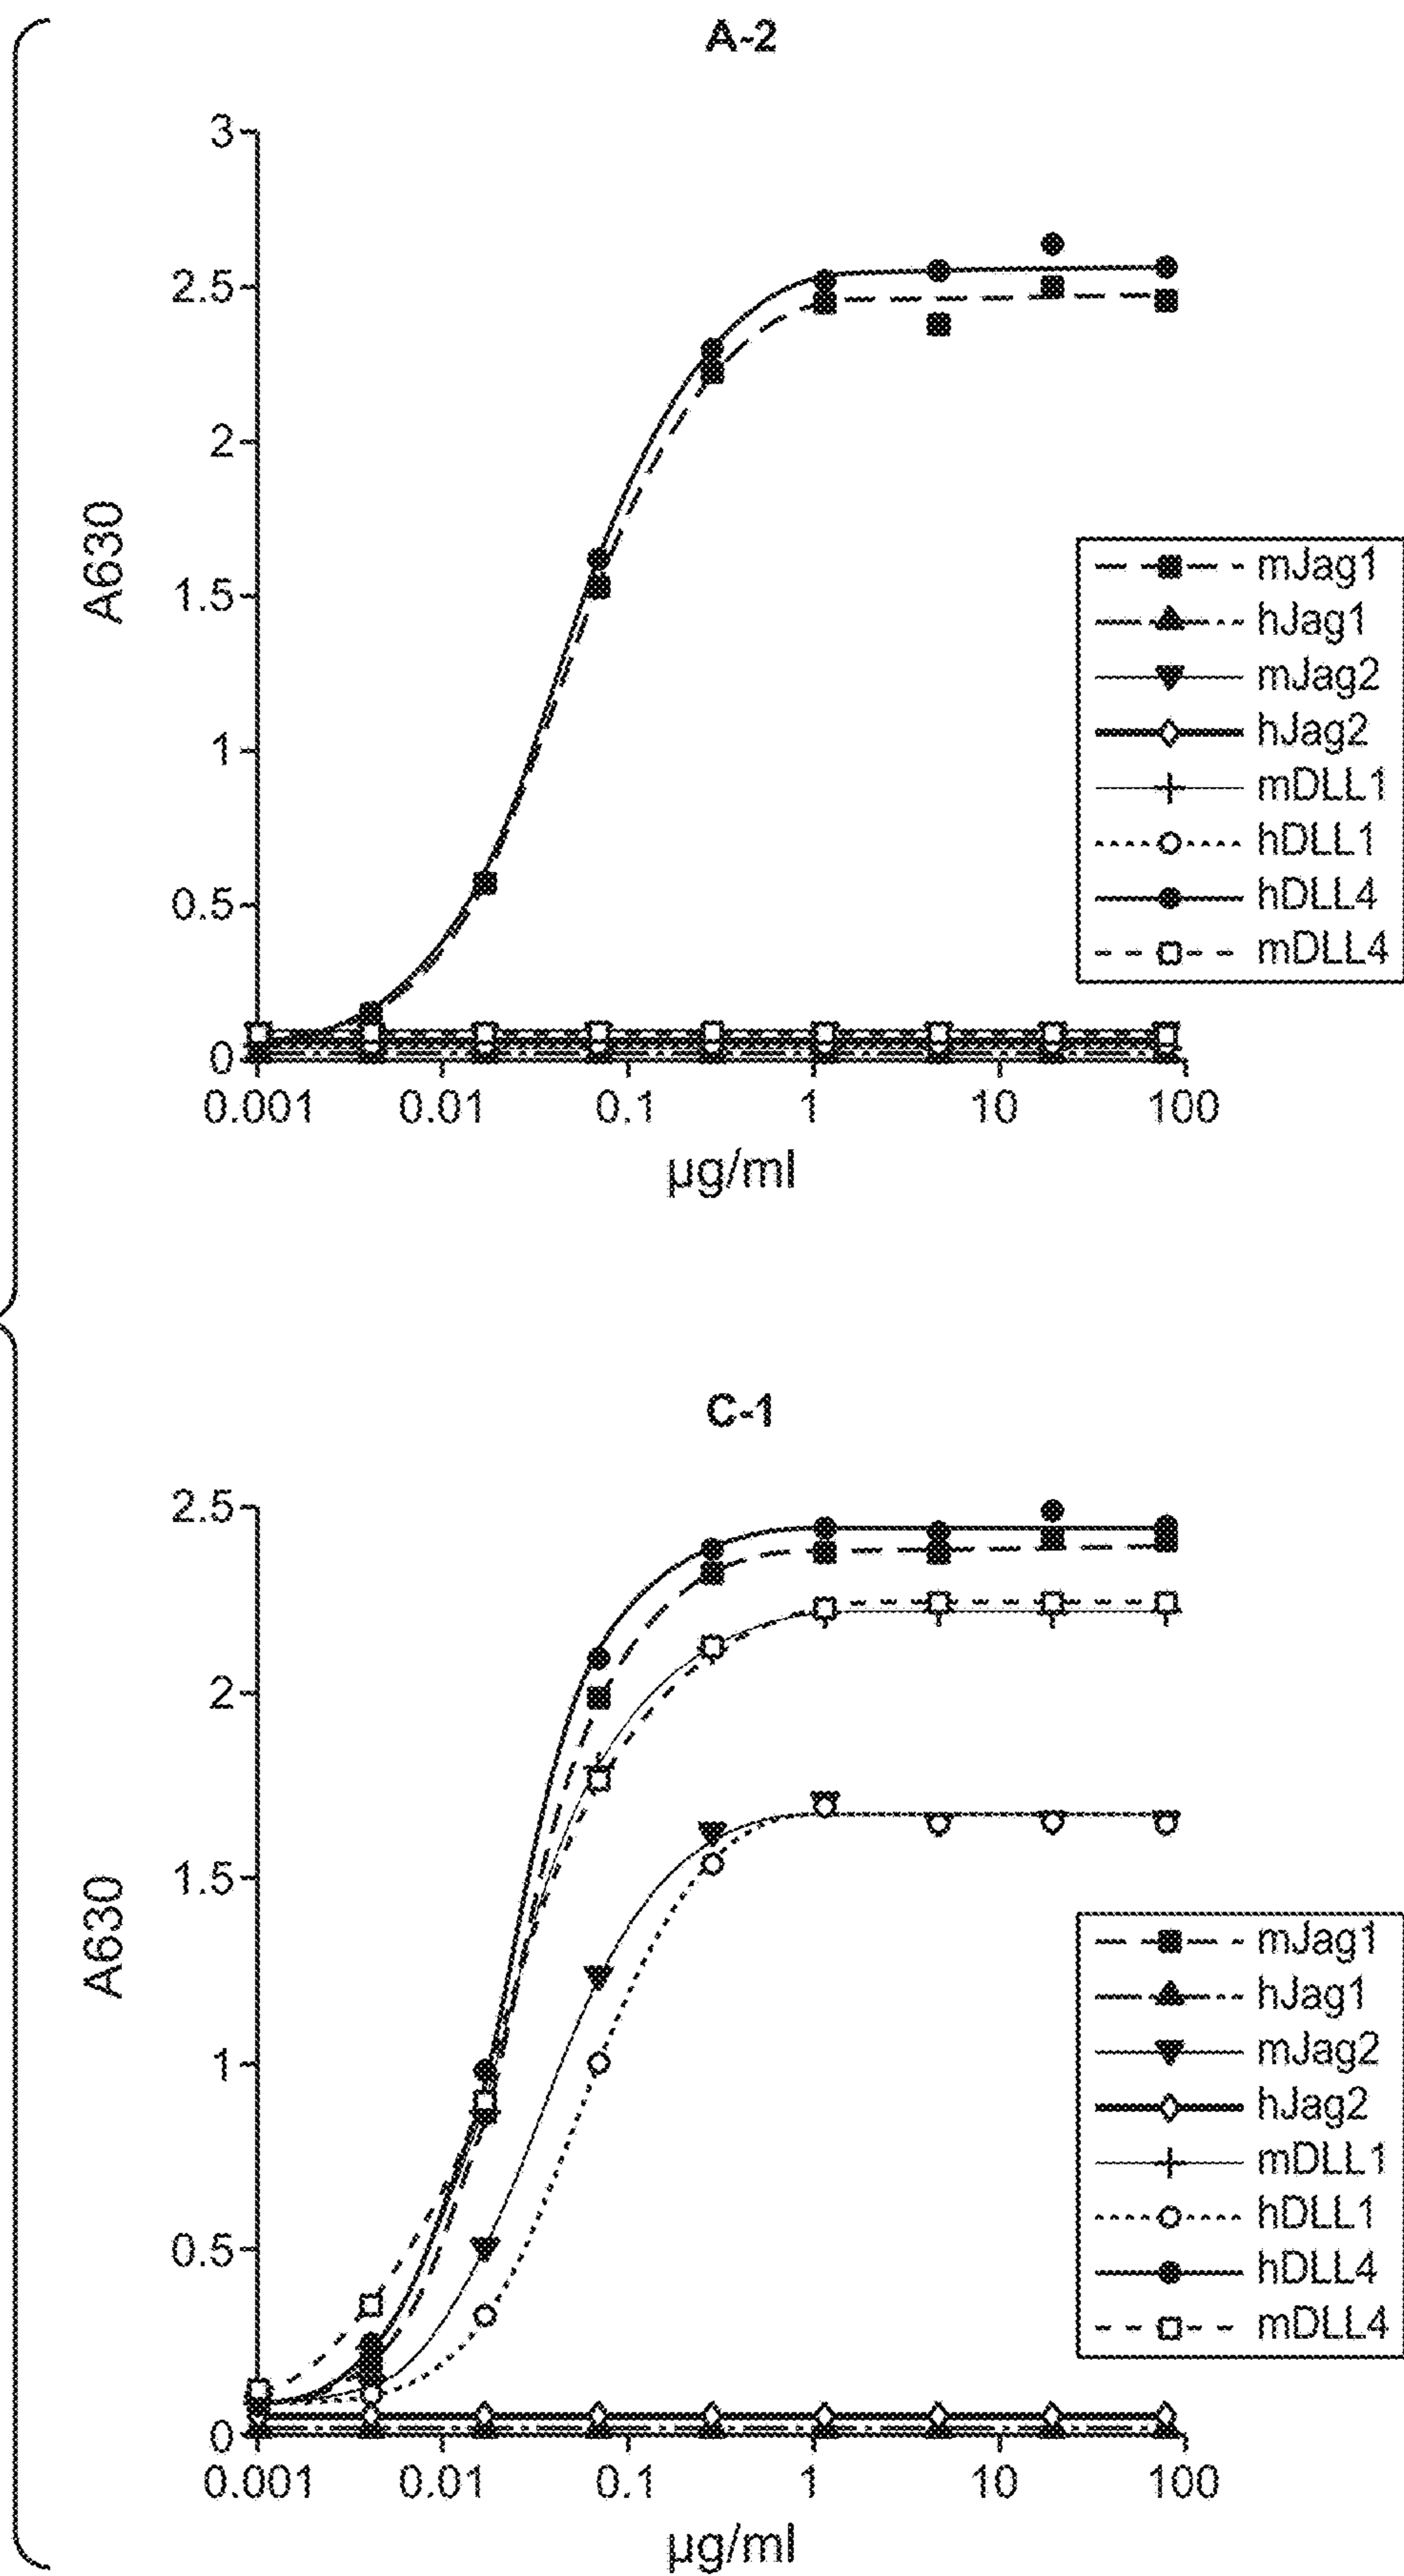 A-2
3
2.5
2
1.5
1
0.5
0
A630
0.001 0.01 0.1 1 10 100
µg/ml
mJag1
hJag1
mJag2
hJag2
mDLL1
hDLL1
hDLL4
mDLL4
C-1
2.5
2
1.5
1
0.5
0
A630
0.001 0.01 0.1 1 10 100
µg/ml
mJag1
hJag1
mJag2
hJag2
mDLL1
hDLL1
hDLL4
mDLL4